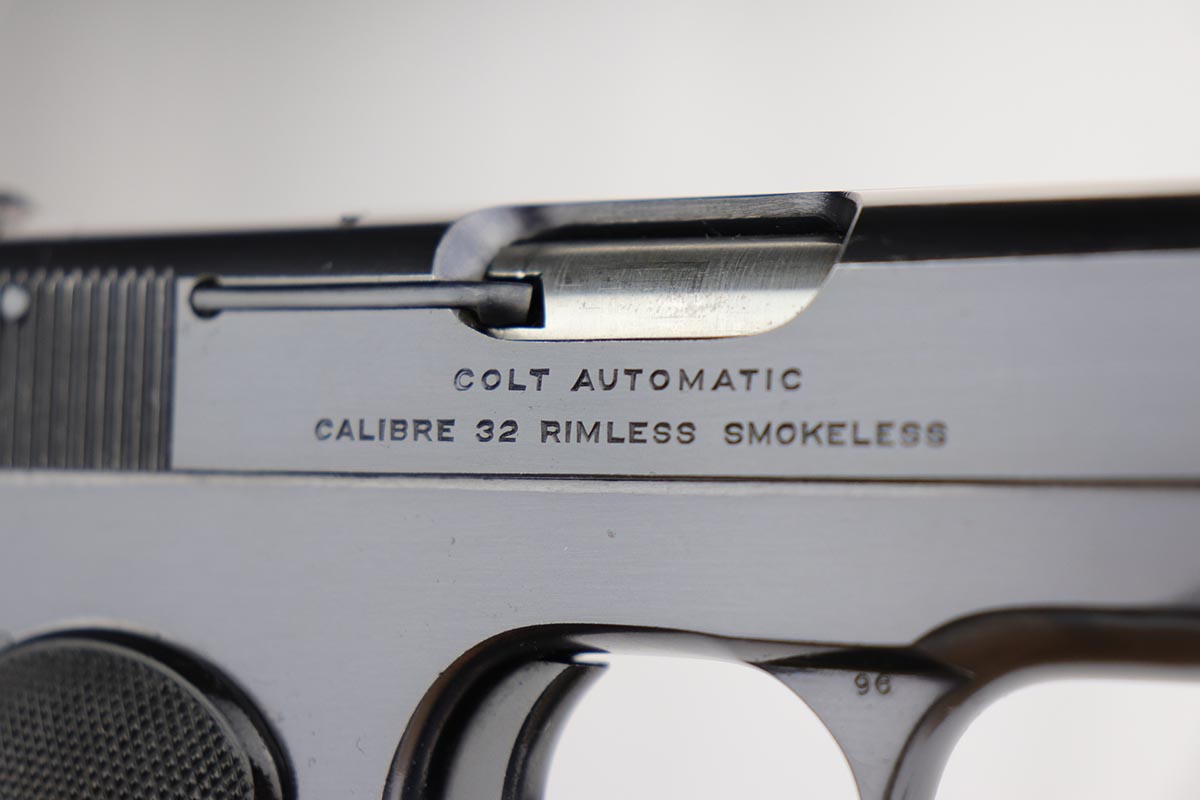 COLT AUTOMATIC
CALIBRE 32 RIMLESS SMOKELESS
96